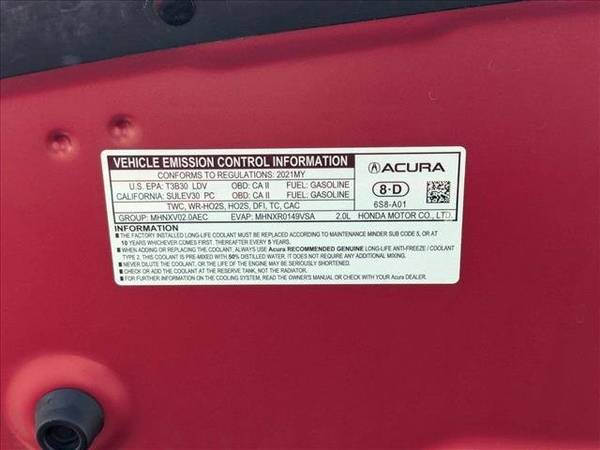 VEHICLE EMISSION CONTROL INFORMATION
CONFORMS TO REGULATIONS: 2021MY
U.S. EPA: T3B30 LDV OBD: CA II FUEL: GASOLINE
CALIFORNIA: SULEV30 PC OBD: CA II FUEL: GASOLINE
TWC, WR-HO2S, HO2S, DFI, TC, CAC
GROUP: MHNXV02.0AEC EVAP: MHNXR0149VSA 2.0L
ACURA
8-D
6S8-A01
HONDA MOTOR CO., LTD.
INFORMATION
■ THE FACTORY INSTALLED LONG-LIFE COOLANT MUST BE REPLACED ACCORDING TO MAINTENANCE MINDER SUB CODE 5, AND OR AT
10 YEARS WHICHEVER COMES FIRST. THEREAFTER EVERY 5 YEARS.
■ WHEN ADDING OR REPLACING THE COOLANT, ALWAYS USE Acura RECOMMENDED GENUINE LONG-LIFE ANTI-FREEZE / COOLANT
TYPE 2. THIS COOLANT IS PRE-MIXED WITH 50% DISTILLED WATER. IT DOES NOT REQUIRE ANY ADDITIONAL MIXING.
■ NEVER DILUTE THE COOLANT, OR THE LIFE OF THE ENGINE MAY BE SERIOUSLY SHORTENED.
■ CHECK AND ADD THE COOLANT AT THE RESERVE TANK, NOT THE RADIATOR.
■ FOR FURTHER INFORMATION ON THE COOLING SYSTEM, READ THE OWNER'S MANUAL OR CHECK WITH YOUR Acura DEALER.